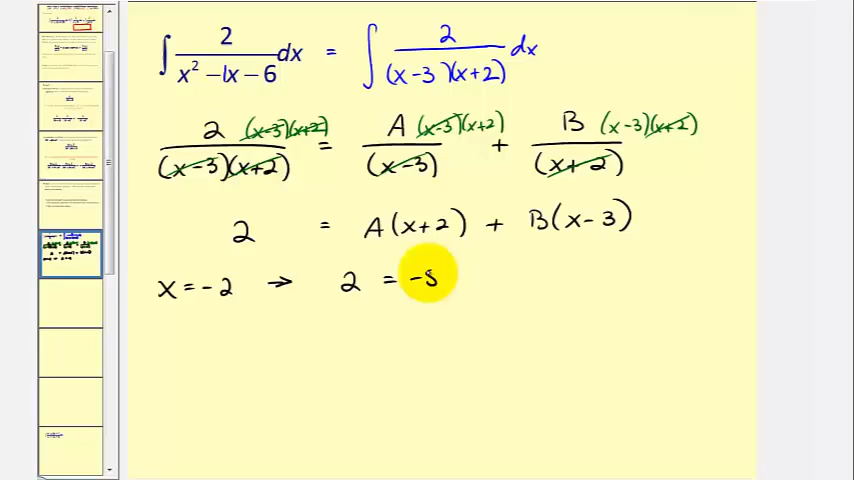 ∫ 2/(x² – 1x – 6) dx = ∫ 2/((x-3)(x+2)) dx
2 (x-3)(x+2)/((x-3)(x+2)) = A (x-3)(x+2)/(x-3) + B (x-3)(x+2)/(x+2)
2 = A(x+2) + B(x-3)
x = -2 → 2 = -5